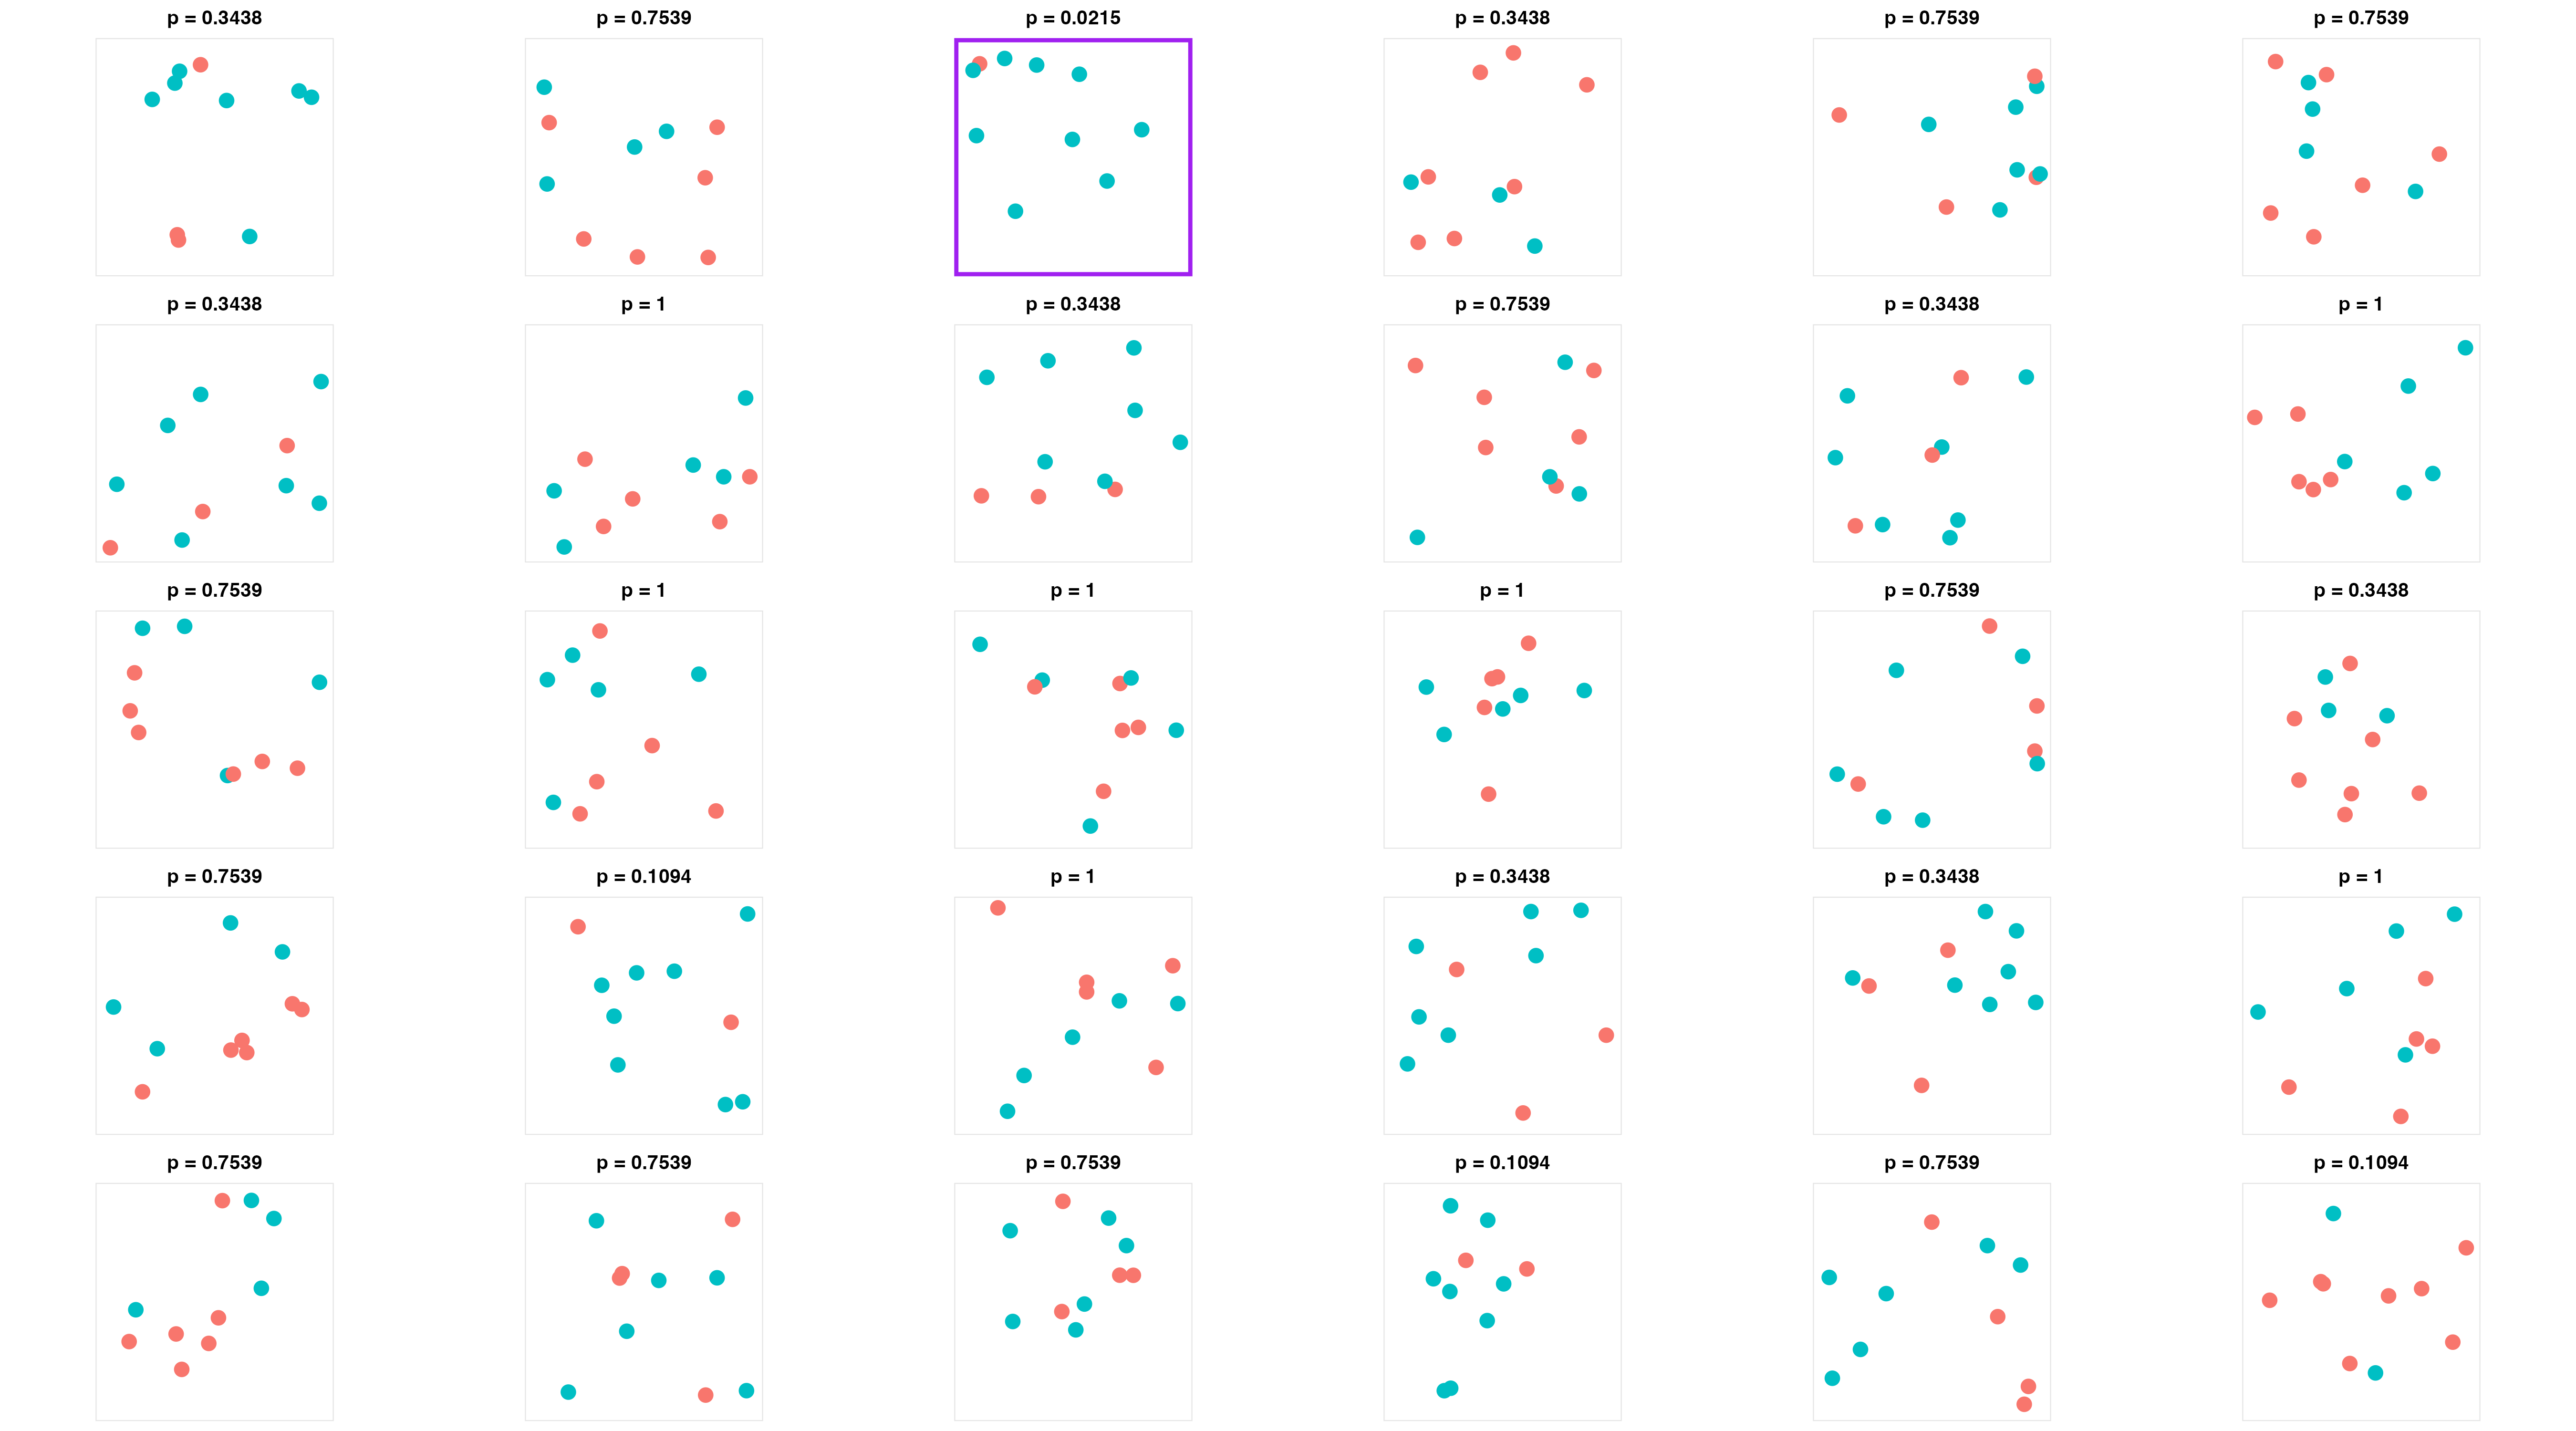 p = 0.3438
p = 0.7539
p = 0.0215
p = 0.3438
p = 0.7539
p = 0.7539
p = 0.3438
p = 1
p = 0.3438
p = 0.7539
p = 0.3438
p = 1
p = 0.7539
p = 1
p = 1
p = 1
p = 0.7539
p = 0.3438
p = 0.7539
p = 0.1094
p = 1
p = 0.3438
p = 0.3438
p = 1
p = 0.7539
p = 0.7539
p = 0.7539
p = 0.1094
p = 0.7539
p = 0.1094